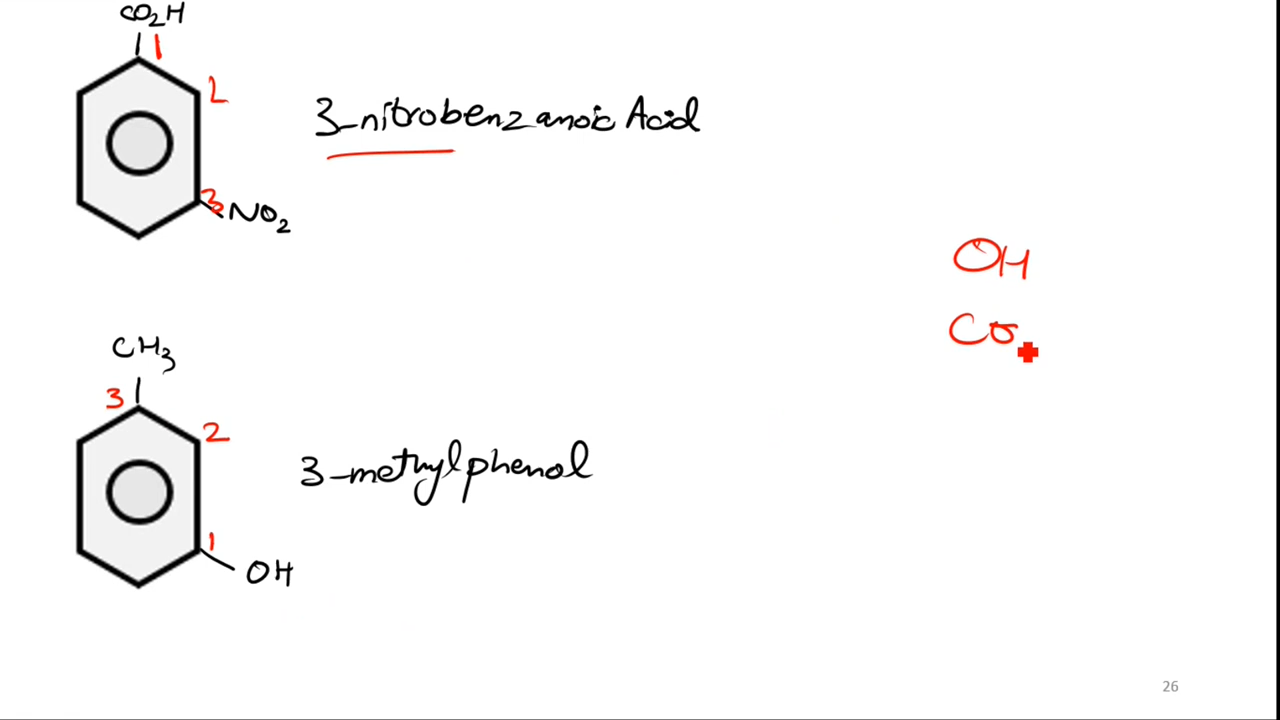 CO2H
1
2
3-nitrobenzanoic Acid
3
NO2
OH
CO
CH3
3
2
3-methylphenol
1
OH
26